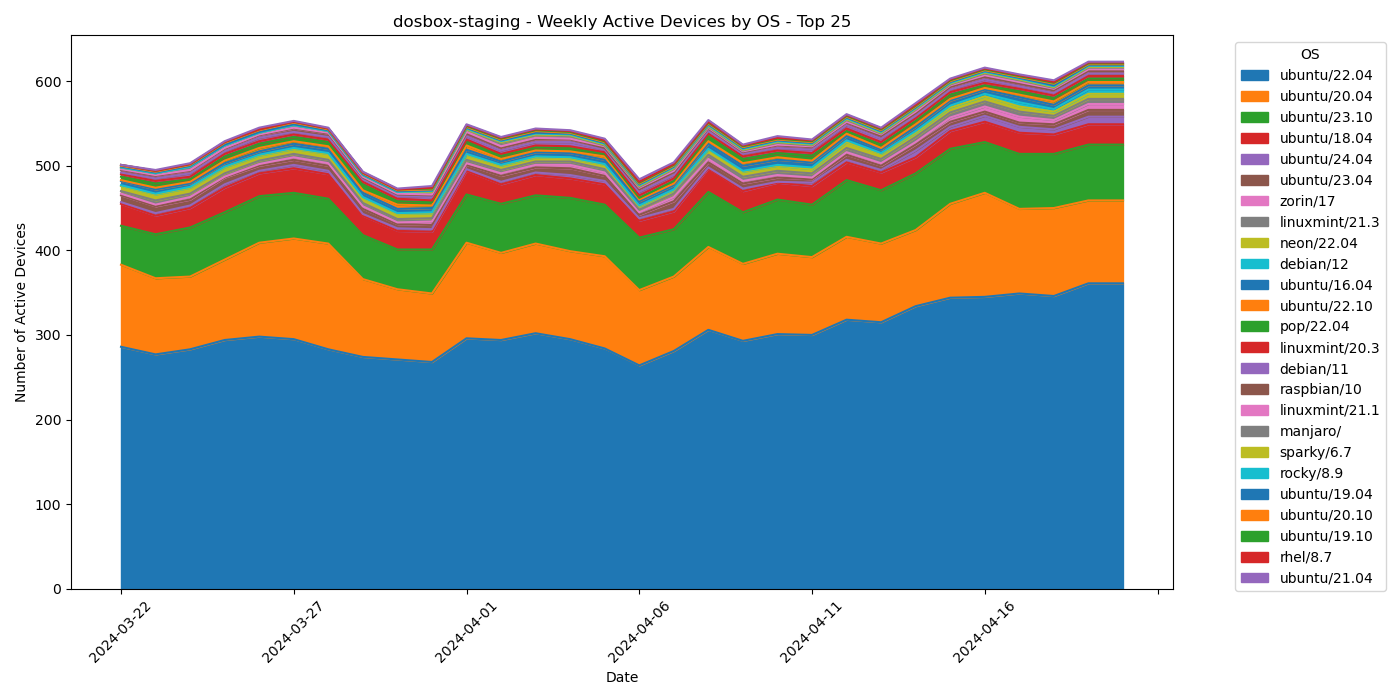 dosbox-staging - Weekly Active Devices by OS - Top 25
Number of Active Devices
600
500
400
300
200
100
0
2024-03-22
2024-03-27
2024-04-01
2024-04-06
2024-04-11
2024-04-16
Date
OS
ubuntu/22.04
ubuntu/20.04
ubuntu/23.10
ubuntu/18.04
ubuntu/24.04
ubuntu/23.04
zorin/17
linuxmint/21.3
neon/22.04
debian/12
ubuntu/16.04
ubuntu/22.10
pop/22.04
linuxmint/20.3
debian/11
raspbian/10
linuxmint/21.1
manjaro/
sparky/6.7
rocky/8.9
ubuntu/19.04
ubuntu/20.10
ubuntu/19.10
rhel/8.7
ubuntu/21.04